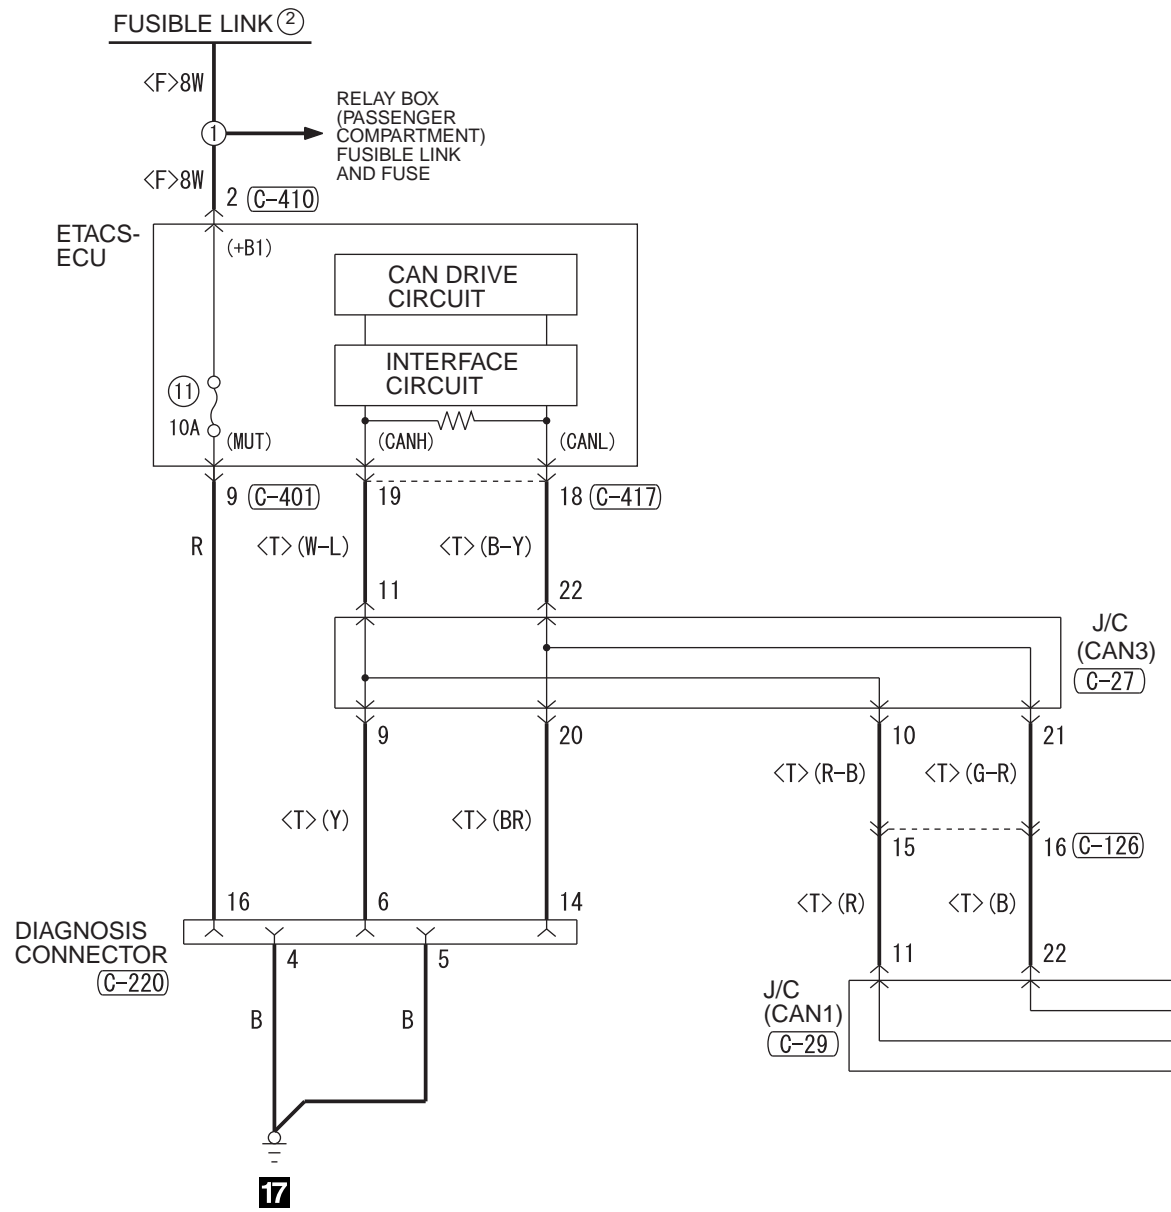 FUSIBLE LINK ②
<F>8W
①
RELAY BOX
(PASSENGER
COMPARTMENT)
FUSIBLE LINK
AND FUSE
<F>8W
2 C-410
ETACS-
ECU
(+B1)
CAN DRIVE
CIRCUIT
INTERFACE
CIRCUIT
⑪
10A
(MUT)
(CANH)
(CANL)
9 C-401
19
18 C-417
R
<T>(W-L)
<T>(B-Y)
11
22
J/C
(CAN3)
C-27
9
20
10
21
<T>(R-B)
<T>(G-R)
<T>(Y)
<T>(BR)
15
16 C-126
<T>(R)
<T>(B)
16
6
14
DIAGNOSIS
CONNECTOR
C-220
4
5
11
22
J/C
(CAN1)
C-29
B
B
17